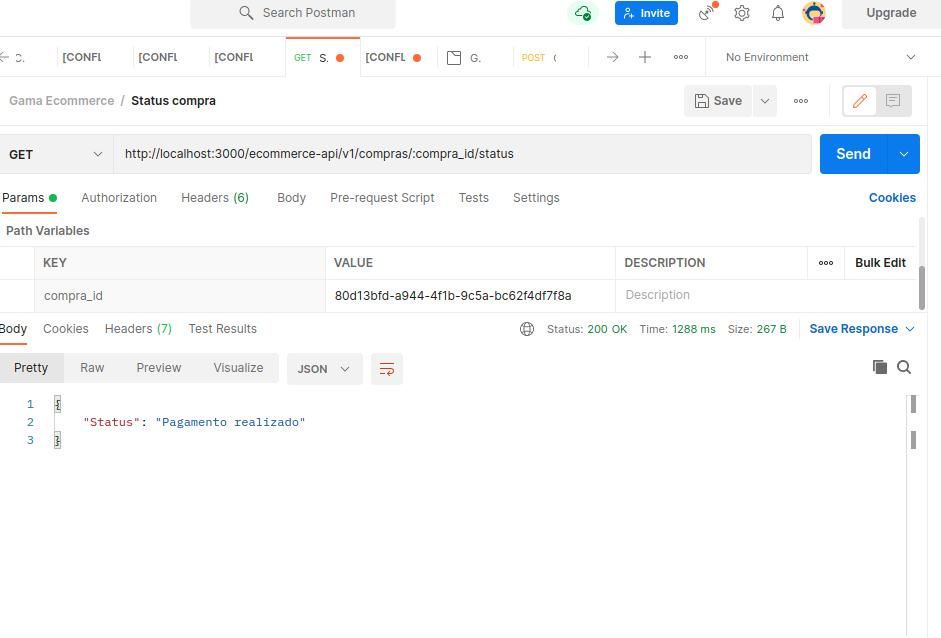 Search Postman Invite Upgrade
C. [CONFL [CONFL [CONFL GET S. [CONFL G. POST No Environment
Gama Ecommerce / Status compra Save
GET http://localhost:3000/ecommerce-api/v1/compras/:compra_id/status Send
Params Authorization Headers (6) Body Pre-request Script Tests Settings Cookies
Path Variables
KEY VALUE DESCRIPTION Bulk Edit
compra_id 80d13bfd-a944-4f1b-9c5a-bc62f4df7f8a Description
Body Cookies Headers (7) Test Results Status: 200 OK Time: 1288 ms Size: 267 B Save Response
Pretty Raw Preview Visualize JSON
1 {
2 "Status": "Pagamento realizado"
3 }